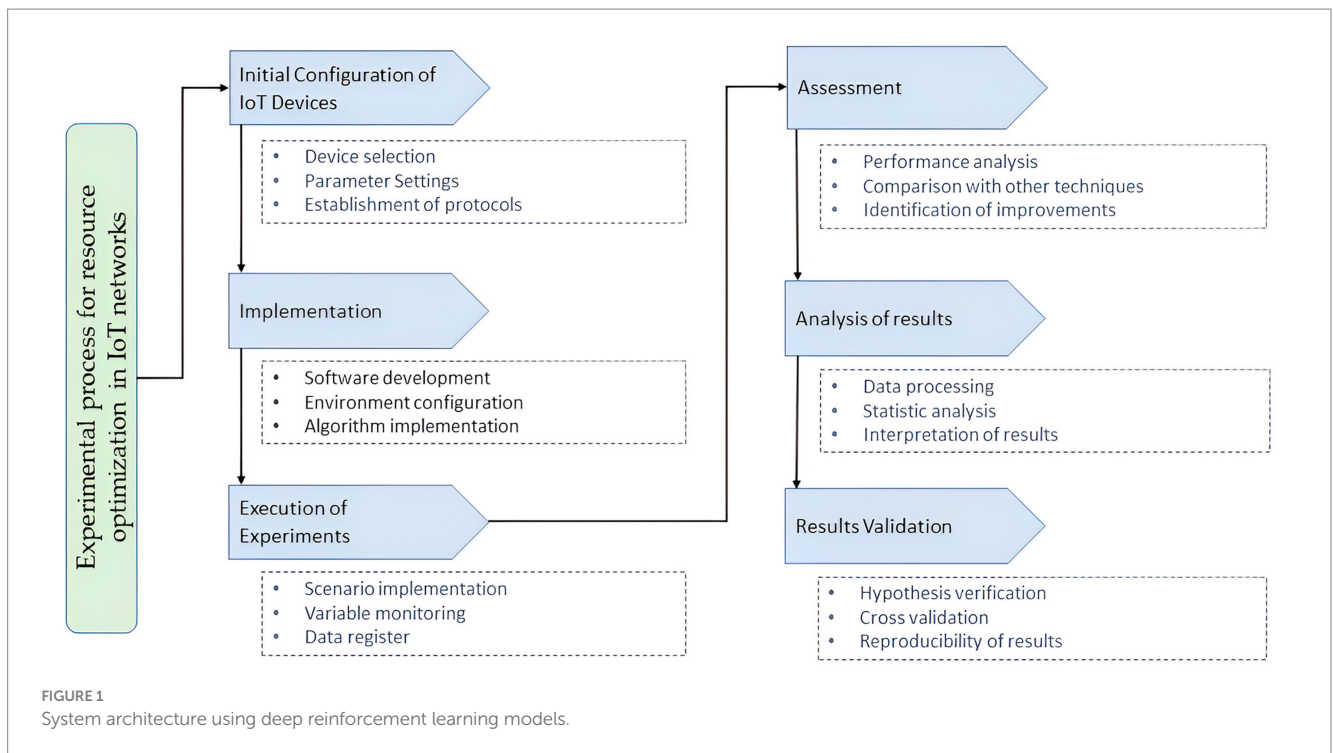 Experimental process for resource
optimization in IoT networks
Initial Configuration of
IoT Devices
• Device selection
• Parameter Settings
• Establishment of protocols
Implementation
• Software development
• Environment configuration
• Algorithm implementation
Execution of
Experiments
• Scenario implementation
• Variable monitoring
• Data register
Assessment
• Performance analysis
• Comparison with other techniques
• Identification of improvements
Analysis of results
• Data processing
• Statistic analysis
• Interpretation of results
Results Validation
• Hypothesis verification
• Cross validation
• Reproducibility of results
FIGURE 1
System architecture using deep reinforcement learning models.